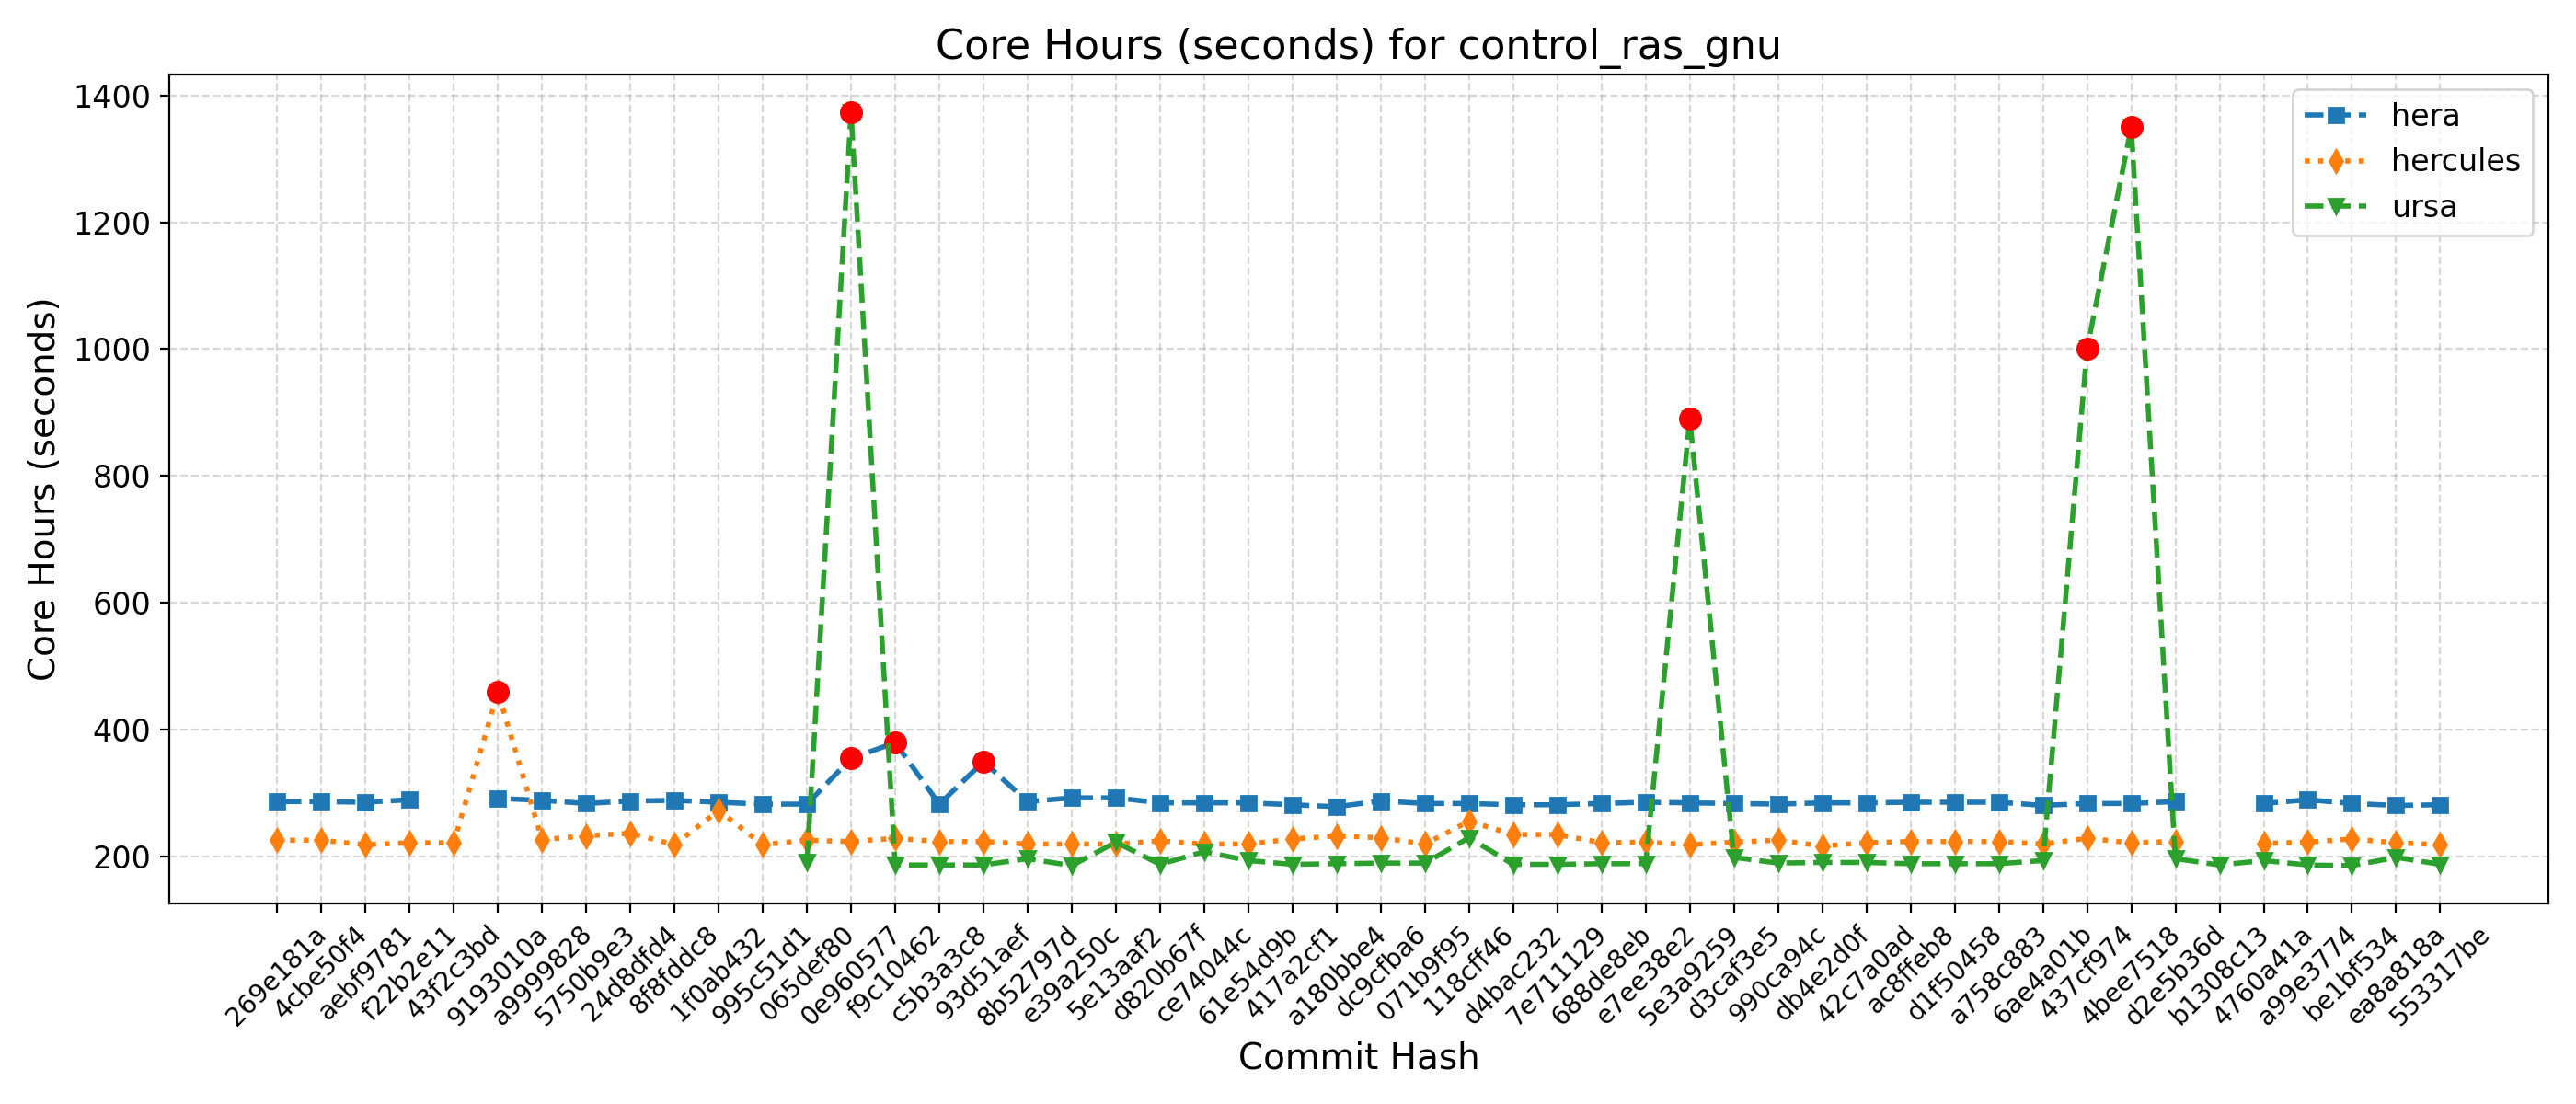 Core Hours (seconds) for control_ras_gnu
Core Hours (seconds)
1400
1200
1000
800
600
400
200
hera
hercules
ursa
269e181a
4cbe50f4
aebf9781
f22b2e11
43f2c3bd
9193010a
a9999828
5750b9e3
24d8dfd4
8f8fddc8
1f0ab432
995c51d1
065def80
0e960577
f9c10462
c5b3a3c8
93d51aef
8b52797d
e39a250c
5e13aaf2
d820b67f
ce74044c
61e54d9b
417a2cf1
a180bbe4
dc9cfba6
071b9f95
118cff46
d4bac232
7e711129
688de8eb
e7ee38e2
5e3a9259
d3caf3e5
990ca94c
db4e2d0f
42c7a0ad
ac8ffeb8
d1f50458
a758c883
6ae4a01b
437cf974
4bee7518
d2e5b36d
b1308c13
4760a41a
a99e3774
be1bf534
ea8a818a
553317be
Commit Hash